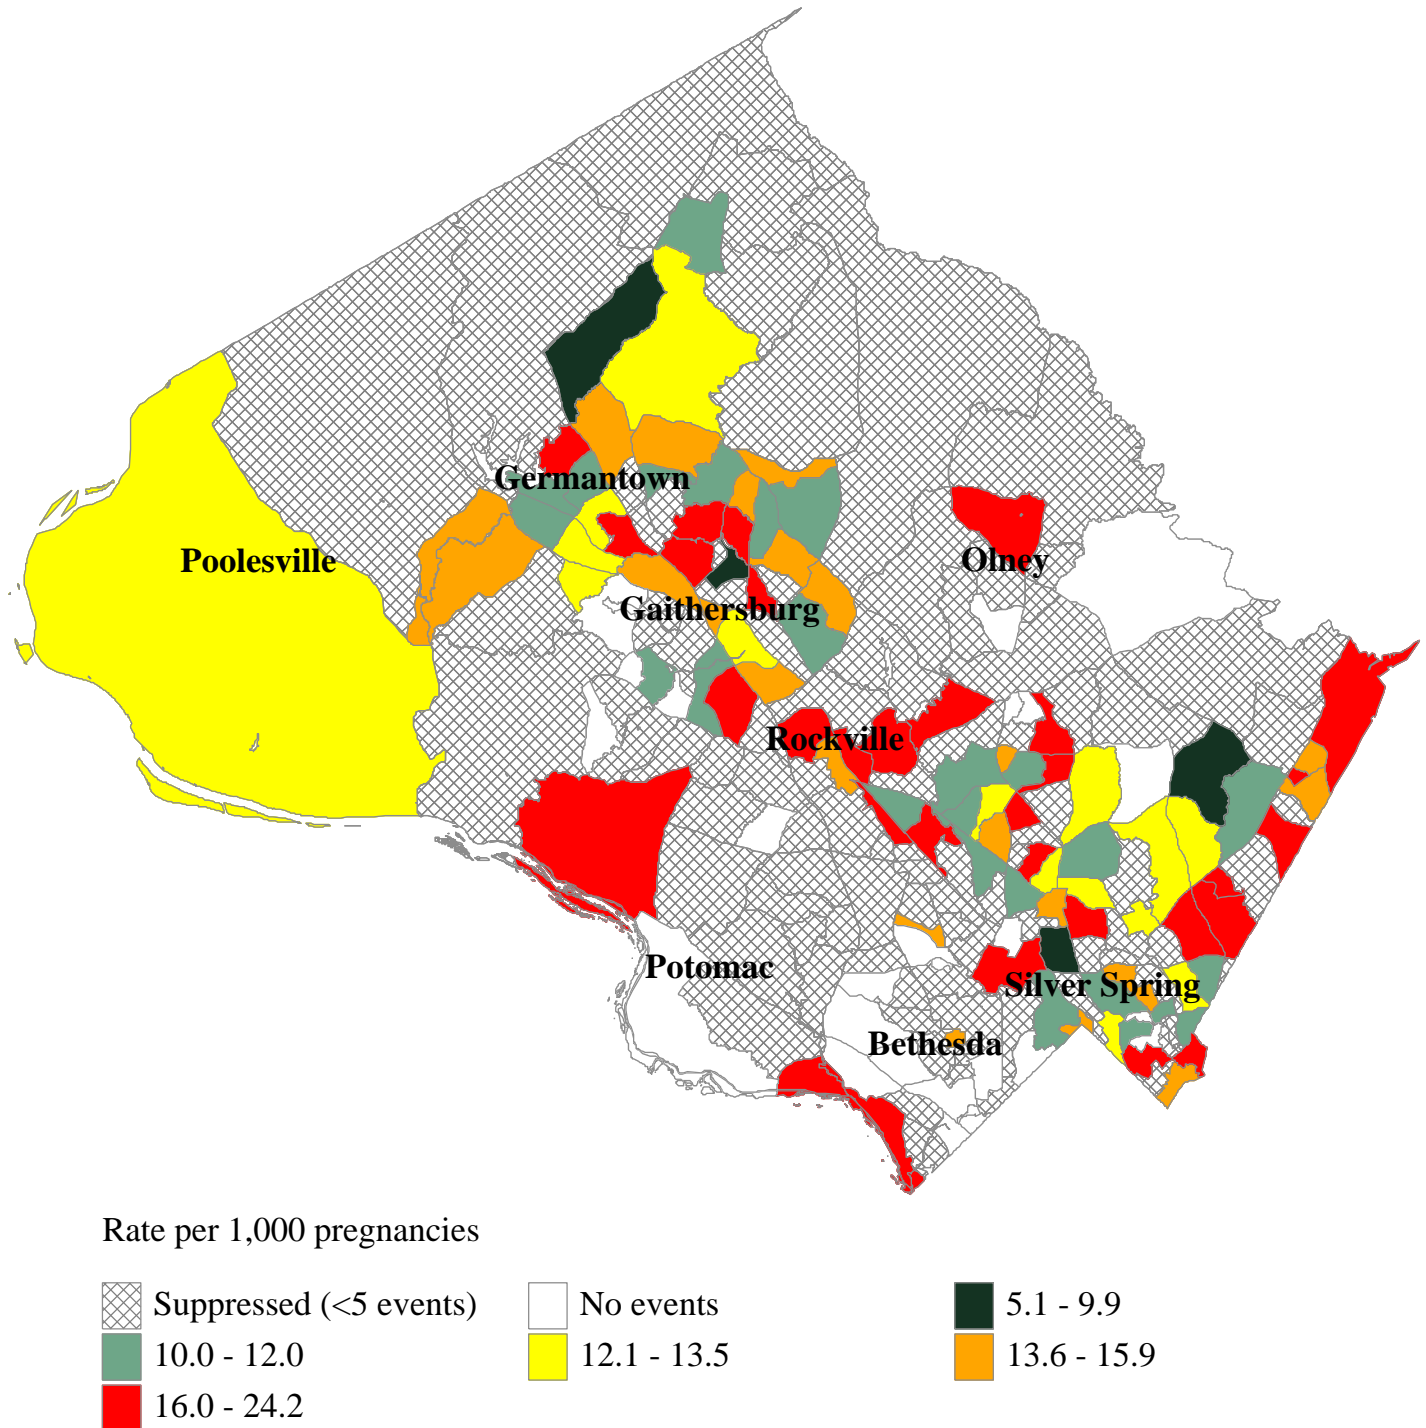 Germantown
Poolesville
Olney
Gaithersburg
Rockville
Potomac
Silver Spring
Bethesda
Rate per 1,000 pregnancies
Suppressed (<5 events)
No events
5.1 - 9.9
10.0 - 12.0
12.1 - 13.5
13.6 - 15.9
16.0 - 24.2